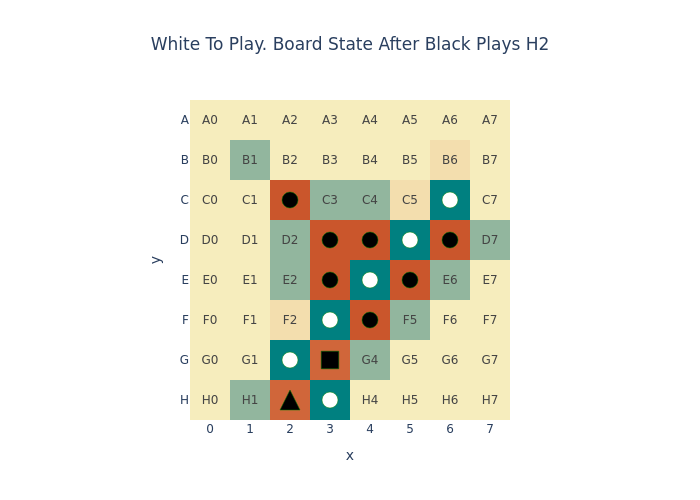 White To Play. Board State After Black Plays H2
A A0 A1 A2 A3 A4 A5 A6 A7
B B0 B1 B2 B3 B4 B5 B6 B7
C C0 C1 C3 C4 C5 C7
D D0 D1 D2 D7
y
E E0 E1 E2 E6 E7
F F0 F1 F2 F5 F6 F7
G G0 G1 G4 G5 G6 G7
H H0 H1 H4 H5 H6 H7
0 1 2 3 4 5 6 7
x